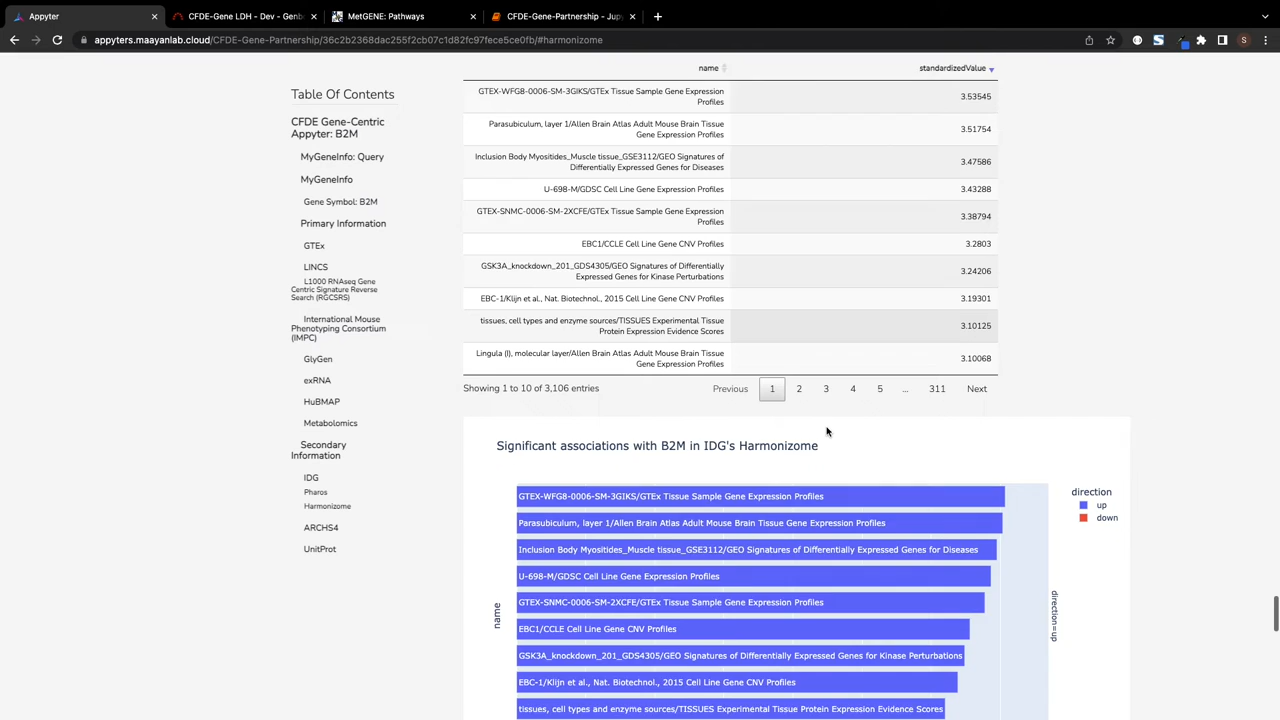 Appyter
CFDE-Gene LDH - Dev - Genb
MetGENE: Pathways
CFDE-Gene-Partnership - Jup
appyters.maayanlab.cloud/CFDE-Gene-Partnership/36c2b2368dac255f2cb07c1d82fc97fece5ce0fb/#harmonizome
S
Table Of Contents
CFDE Gene-Centric
Appyter: B2M
MyGeneInfo: Query
MyGeneInfo
Gene Symbol: B2M
Primary Information
GTEx
LINCS
L1000 RNAseq Gene
Centric Signature Reverse
Search (RGCSRS)
International Mouse
Phenotyping Consortium
(IMPC)
GlyGen
exRNA
HuBMAP
Metabolomics
Secondary
Information
IDG
Pharos
Harmonizome
ARCHS4
UnitProt
name standardizedValue
GTEX-WFG8-0006-SM-3GIKS/GTEx Tissue Sample Gene Expression
Profiles
3.53545
Parasubiculum, layer 1/Allen Brain Atlas Adult Mouse Brain Tissue
Gene Expression Profiles
3.51754
Inclusion Body Myositides_Muscle tissue_GSE3112/GEO Signatures of
Differentially Expressed Genes for Diseases
3.47586
U-698-M/GDSC Cell Line Gene Expression Profiles 3.43288
GTEX-SNMC-0006-SM-2XCFE/GTEx Tissue Sample Gene Expression
Profiles
3.38794
EBC1/CCLE Cell Line Gene CNV Profiles 3.2803
GSK3A_knockdown_201_GDS4305/GEO Signatures of Differentially
Expressed Genes for Kinase Perturbations
3.24206
EBC-1/Klijn et al., Nat. Biotechnol., 2015 Cell Line Gene CNV Profiles 3.19301
tissues, cell types and enzyme sources/TISSUES Experimental Tissue
Protein Expression Evidence Scores
3.10125
Lingula (I), molecular layer/Allen Brain Atlas Adult Mouse Brain Tissue
Gene Expression Profiles
3.10068
Showing 1 to 10 of 3,106 entries Previous 1 2 3 4 5 ... 311 Next
Significant associations with B2M in IDG's Harmonizome
GTEX-WFG8-0006-SM-3GIKS/GTEx Tissue Sample Gene Expression Profiles
Parasubiculum, layer 1/Allen Brain Atlas Adult Mouse Brain Tissue Gene Expression Profiles
Inclusion Body Myositides_Muscle tissue_GSE3112/GEO Signatures of Differentially Expressed Genes for Diseases
U-698-M/GDSC Cell Line Gene Expression Profiles
GTEX-SNMC-0006-SM-2XCFE/GTEx Tissue Sample Gene Expression Profiles
EBC1/CCLE Cell Line Gene CNV Profiles
GSK3A_knockdown_201_GDS4305/GEO Signatures of Differentially Expressed Genes for Kinase Perturbations
EBC-1/Klijn et al., Nat. Biotechnol., 2015 Cell Line Gene CNV Profiles
tissues, cell types and enzyme sources/TISSUES Experimental Tissue Protein Expression Evidence Scores
name
direction=up
direction
up
down